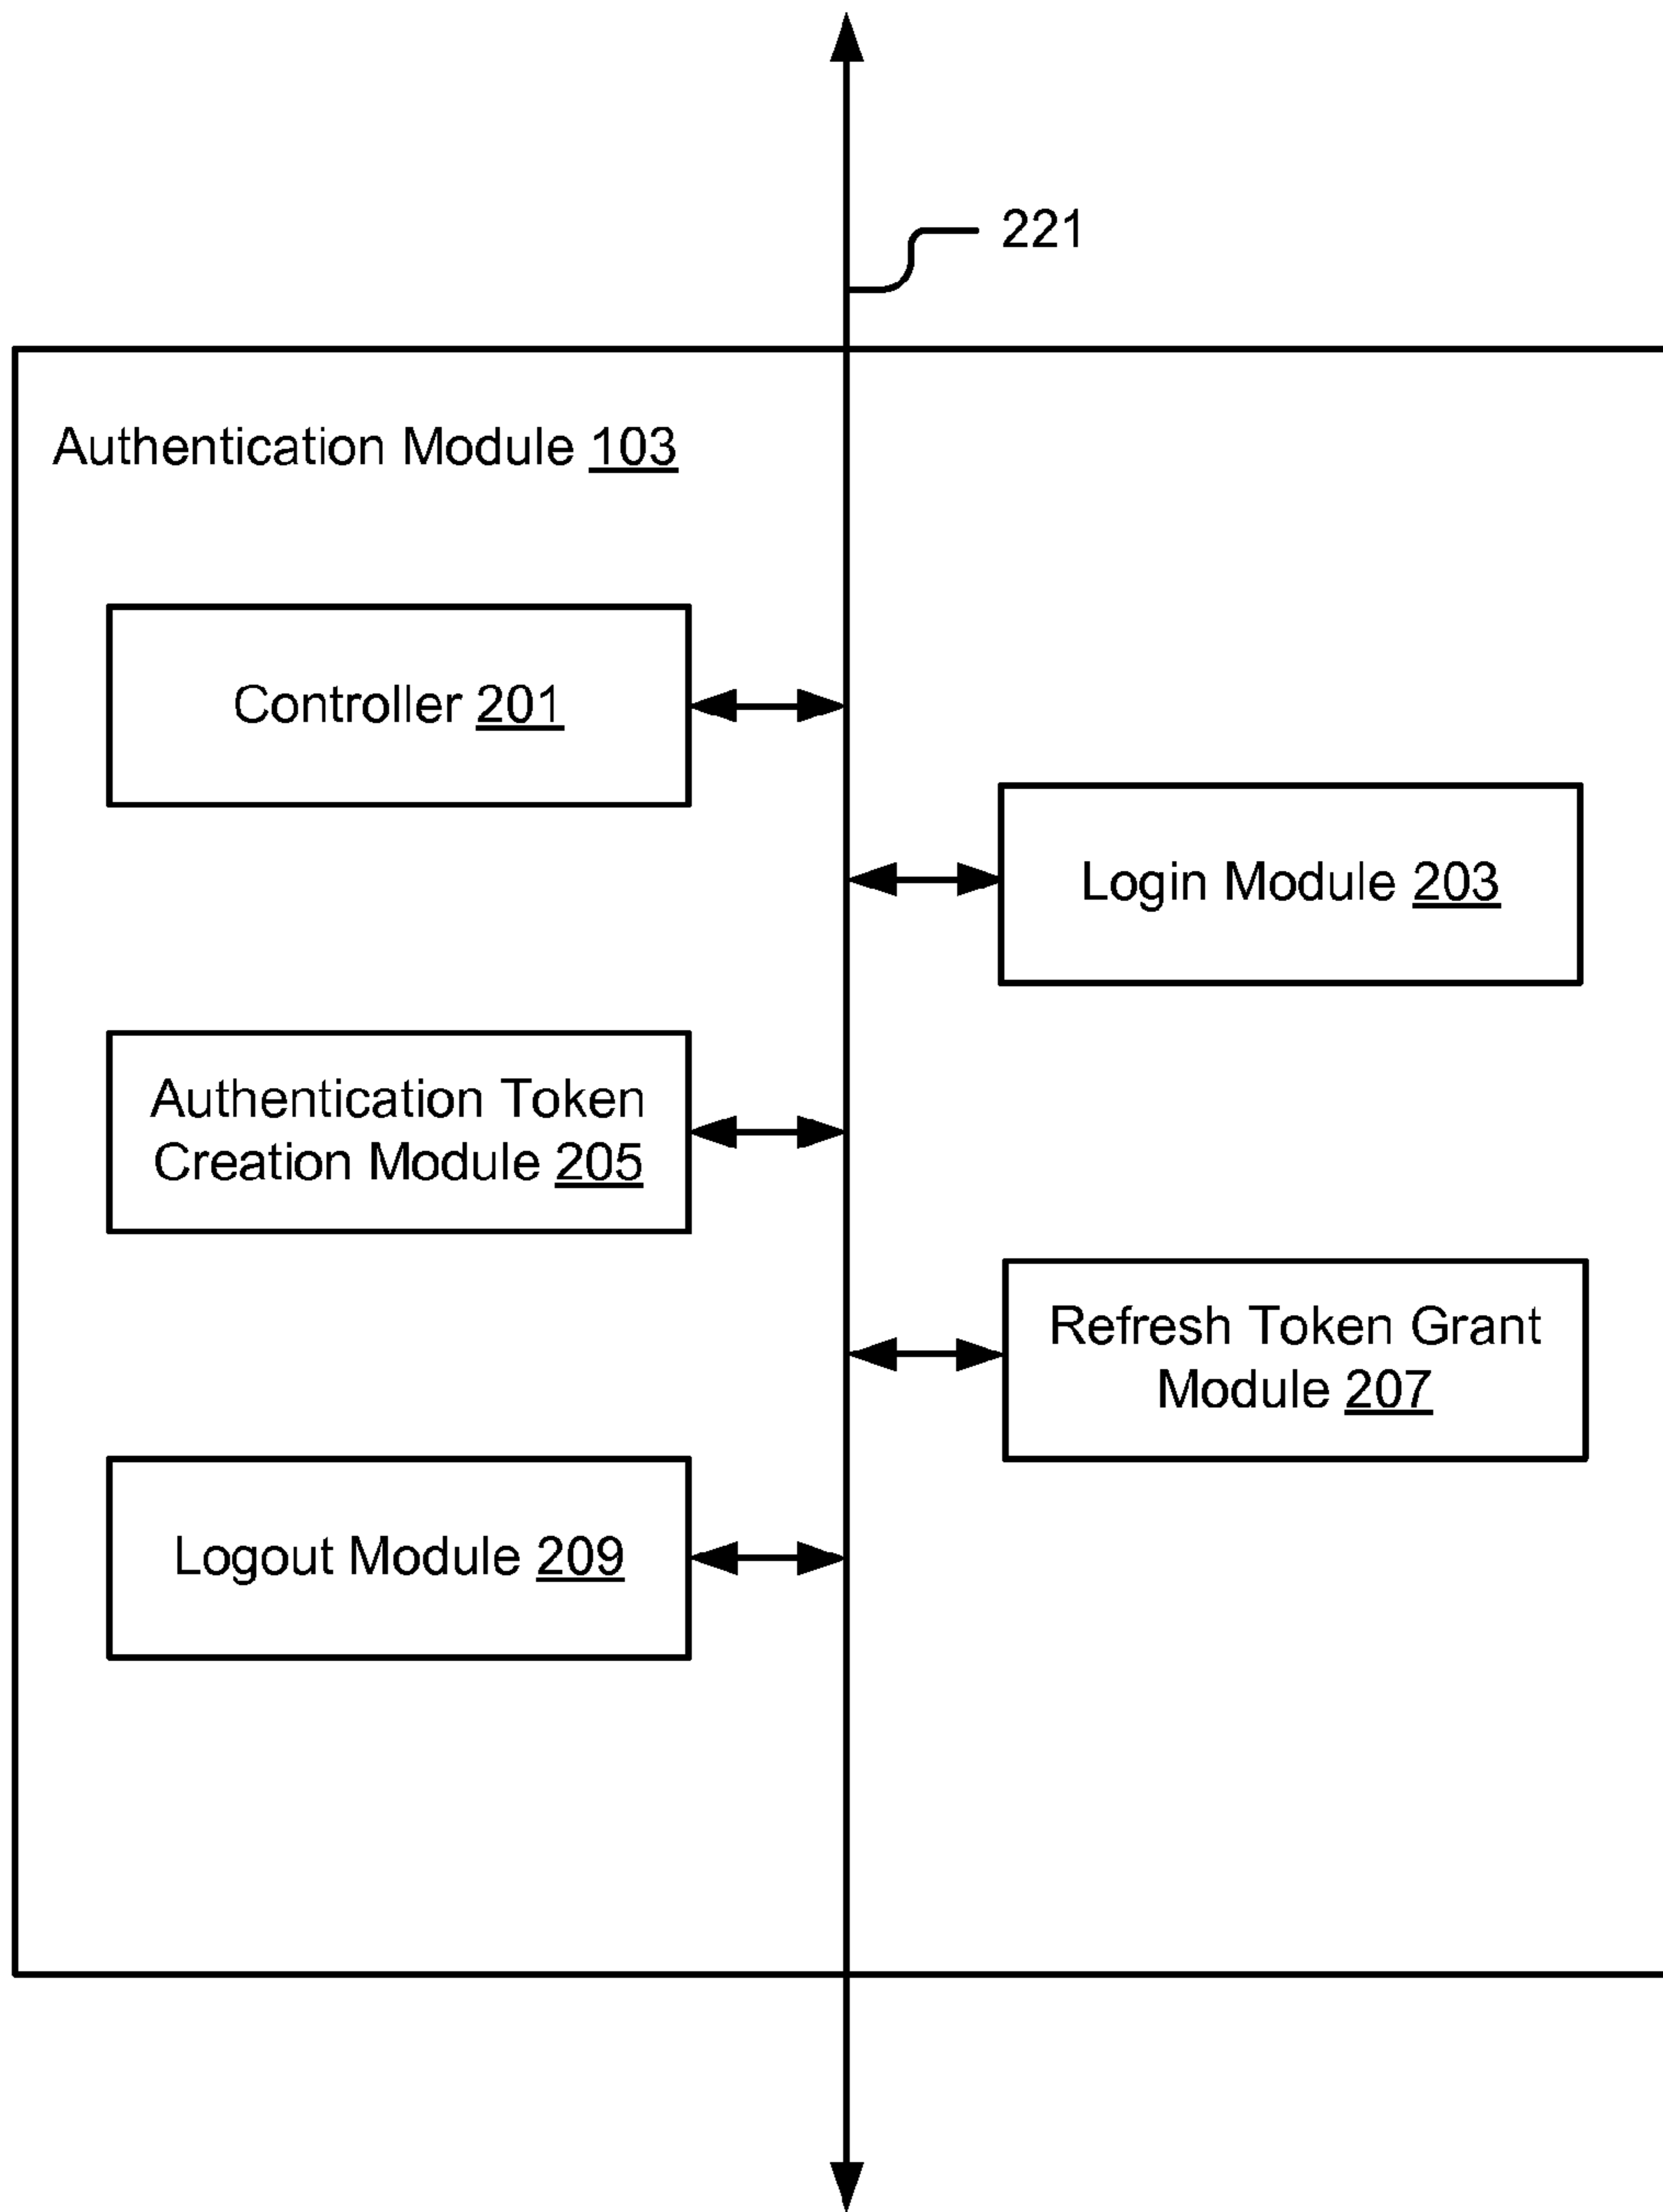 221
Authentication Module 103
Controller 201
Login Module 203
Authentication Token
Creation Module 205
Refresh Token Grant
Module 207
Logout Module 209